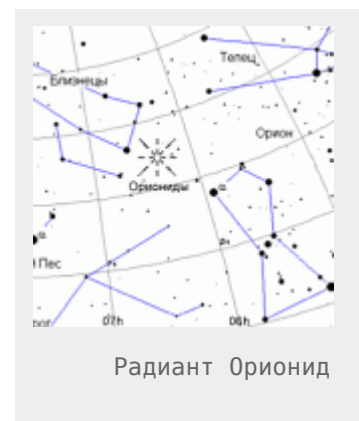 Телец
Близнецы
Орион
Ориониды
α
α
й Пес
07h
06h
Радиант Орионид